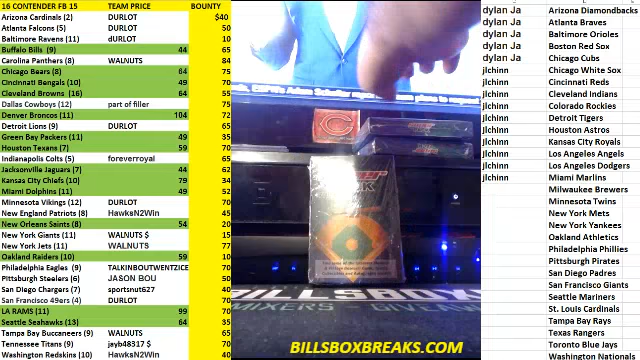 16 CONTENDER FB 15 TEAM PRICE BOUNTY
Arizona Cardinals (2) DURLOT $40
Atlanta Falcons (5) DURLOT 50
Baltimore Ravens (11) dURLOT 10
Buffalo Bills (9) 44 65
Carolina Panthers (8) WALNUTS 84
Chicago Bears (8) 64 75
Cincinnati Bengals (10) 49 70
Cleveland Browns (16) 64 55
Dallas Cowboys (12) part of filler 75
Denver Broncos (11) 104 72
Detroit Lions (9) DURLOT 65
Green Bay Packers (11) 49 35
Houston Texans (7) 59 70
Indianapolis Colts (5) foreverroyal 65
Jacksonville Jaguars (7) 44 62
Kansas City Chiefs (10) 79 34
Miami Dolphins (11) 49 52
Minnesota Vikings (12) DURLOT 70
New England Patriots (8) HawksN2Win 45
New Orleans Saints (8) 54 20
New York Giants (11) WALNUTS $ 15
New York Jets (11) WALNUTS 77
Oakland Raiders (5) 59 10
Philadelphia Eagles (9) TALKINBOUTWENTZICE 70
Pittsburgh Steelers (6) JASON BOU 50
San Diego Chargers (7) sportsnut627 40
San Francisco 49ers (4) DURLOT 70
LA RAMS (11) 99 70
Seattle Seahawks (13) 64 35
Tampa Bay Buccaneers (9) WALNUTS 65
Tennessee Titans (9) jayb48317 $ 70
Washington Redskins (10) HawksN2Win 40
BILLSBOX
MIXERS - GIVE
BILLSBOXBREAKS.COM
dylan Ja Arizona Diamondbacks
dylan Ja Atlanta Braves
dylan Ja Baltimore Orioles
dylan Ja Boston Red Sox
dylan Ja Chicago Cubs
jlchinn Chicago White Sox
jlchinn Cincinnati Reds
jlchinn Cleveland Indians
jlchinn Colorado Rockies
jlchinn Detroit Tigers
jlchinn Houston Astros
jlchinn Kansas City Royals
jlchinn Los Angeles Angels
jlchinn Los Angeles Dodgers
jlchinn Miami Marlins
Milwaukee Brewers
Minnesota Twins
New York Mets
New York Yankees
Oakland Athletics
Philadelphia Phillies
Pittsburgh Pirates
San Diego Padres
San Francisco Giants
Seattle Mariners
St. Louis Cardinals
Tampa Bay Rays
Texas Rangers
Toronto Blue Jays
Washington Nationals